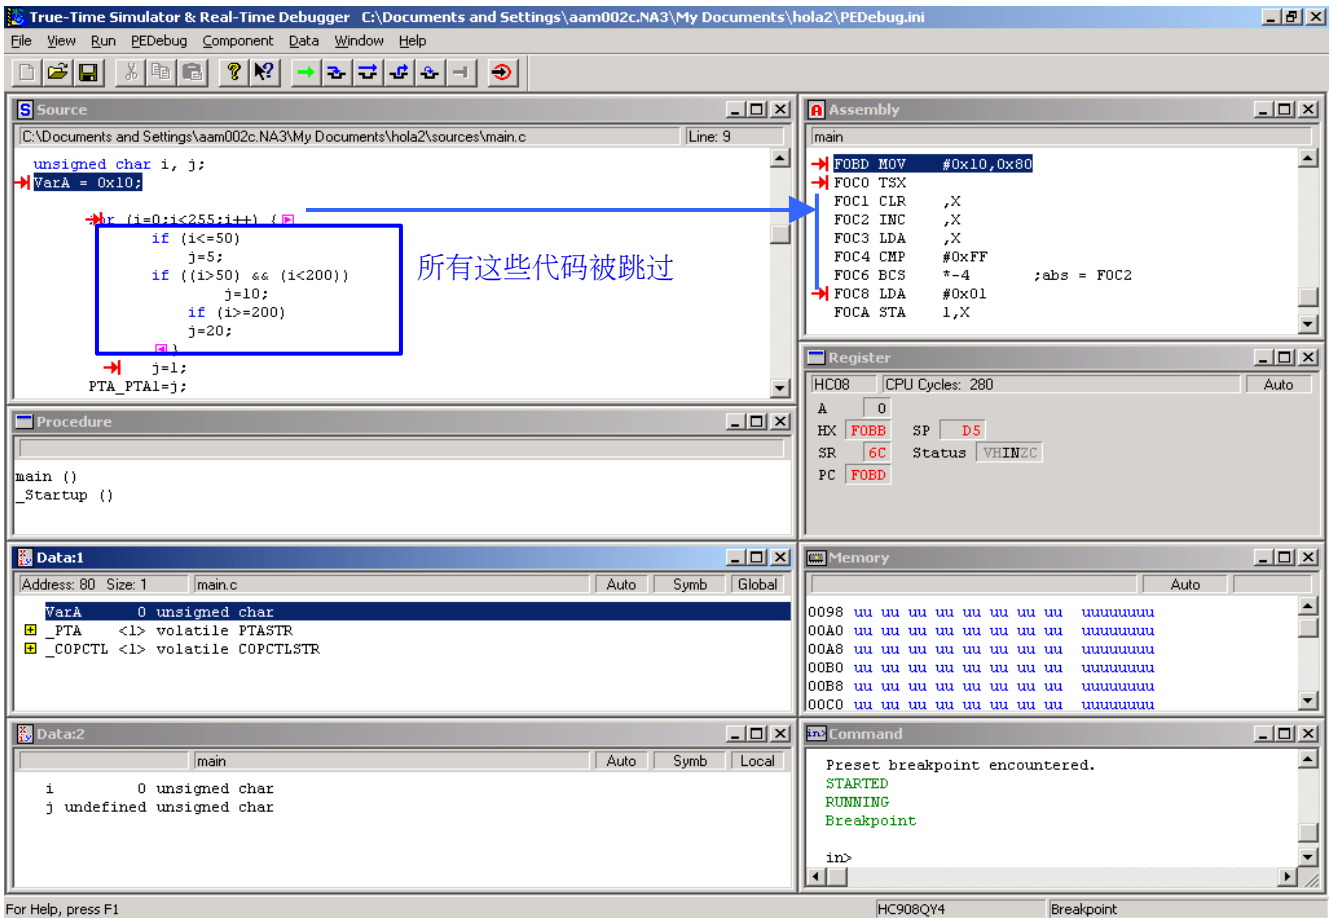 True-Time Simulator & Real-Time Debugger C:\Documents and Settings\aam002c.NA3\My Documents\hola2\PEDebug.ini
File View Run PEDebug Component Data Window Help
Source
C:\Documents and Settings\aam002c.NA3\My Documents\hola2\sources\main.c Line: 9
unsigned char i, j;
VarA = 0x10;
for (i=0;i<255;i++) {
if (i<=50)
j=5;
if ((i>50) && (i<200))
j=10;
if (i>=200)
j=20;
}
j=1;
PTA_PTA1=j;
所有这些代码被跳过
Assembly
main
F0BD MOV #0x10,0x80
F0C0 TSX
F0C1 CLR ,X
F0C2 INC ,X
F0C3 LDA ,X
F0C4 CMP #0xFF
F0C6 BCS *-4 ;abs = F0C2
F0C8 LDA #0x01
F0CA STA 1,X
Register
HC08 CPU Cycles: 280 Auto
A 0
HX F0BB SP D5
SR 6C Status VHINZC
PC F0BD
Procedure
main ()
_Startup ()
Data:1
Address: 80 Size: 1 main.c Auto Symb Global
VarA 0 unsigned char
_PTA <1> volatile PTASTR
_COPCTL <1> volatile COPCTLSTR
Memory
Auto
0098 uu uu uu uu uu uu uu uu uuuuuuuu
00A0 uu uu uu uu uu uu uu uu uuuuuuuu
00A8 uu uu uu uu uu uu uu uu uuuuuuuu
00B0 uu uu uu uu uu uu uu uu uuuuuuuu
00B8 uu uu uu uu uu uu uu uu uuuuuuuu
00C0 uu uu uu uu uu uu uu uu uuuuuuuu
Data:2
main Auto Symb Local
i 0 unsigned char
j undefined unsigned char
Command
Preset breakpoint encountered.
STARTED
RUNNING
Breakpoint
in>
For Help, press F1 HC908QY4 Breakpoint